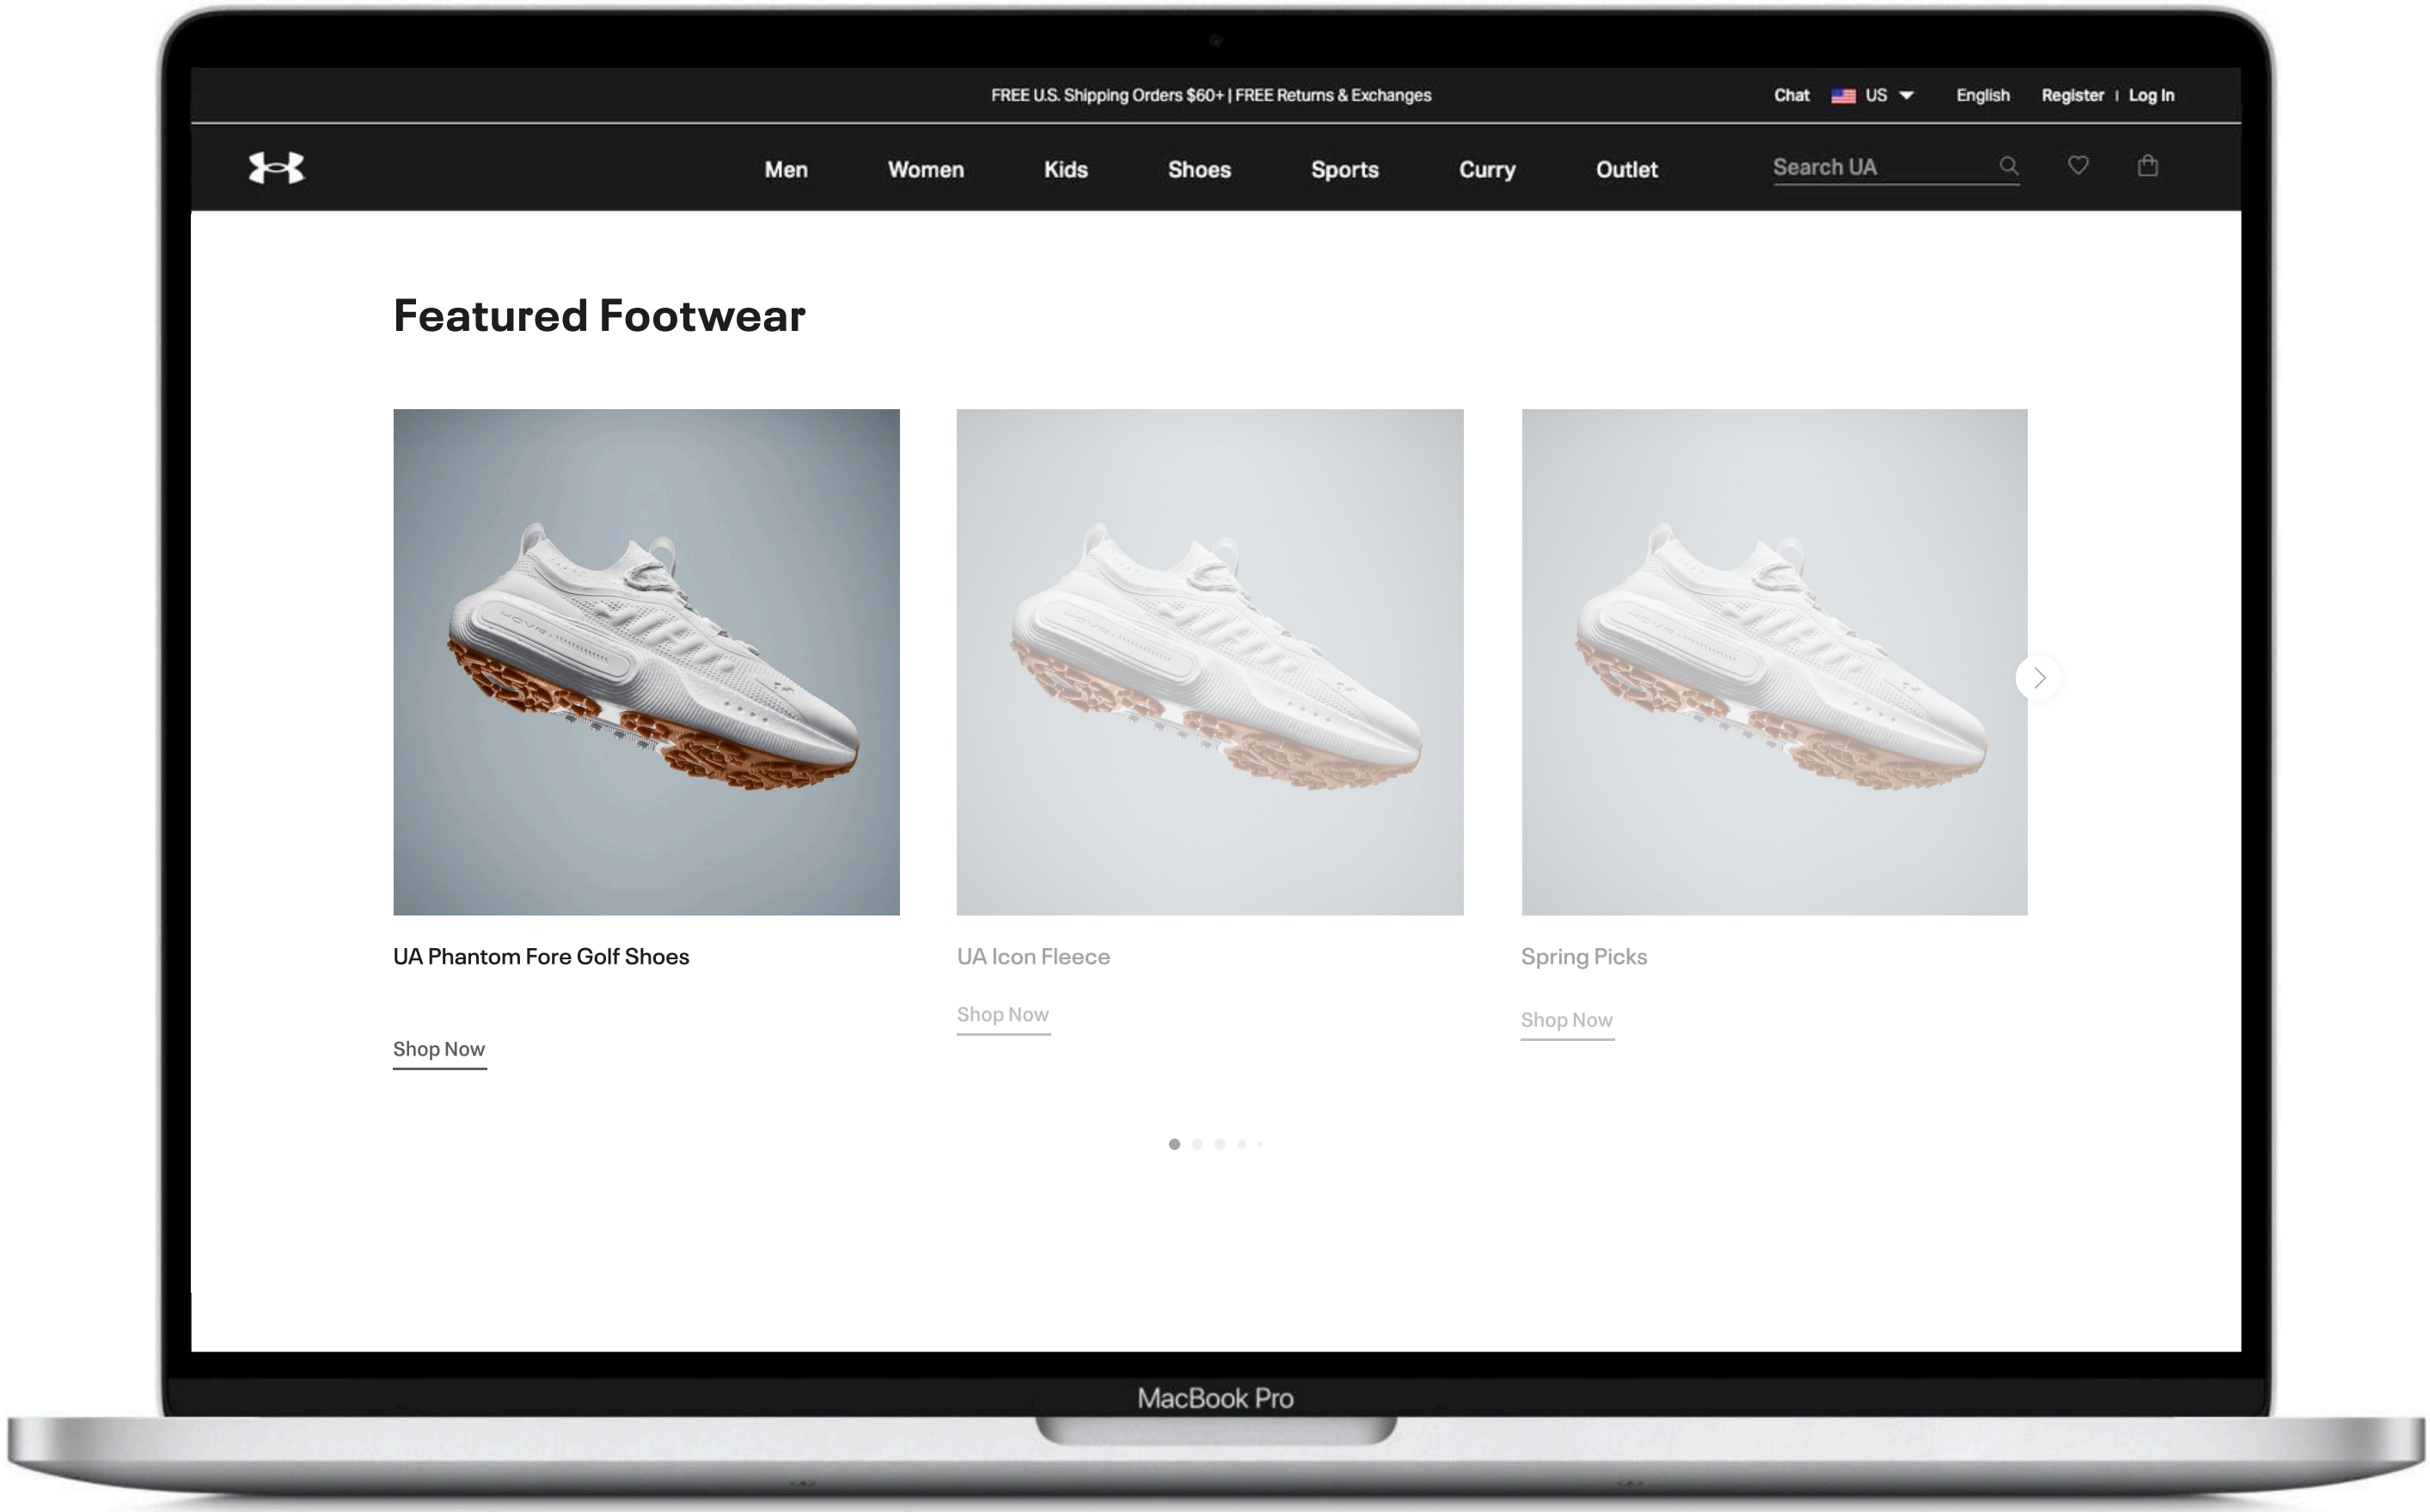 FREE U.S. Shipping Orders $60+ | FREE Returns & Exchanges
Chat US English Register | Log In
Men Women Kids Shoes Sports Curry Outlet Search UA
Featured Footwear
HOVR
UA Phantom Fore Golf Shoes
UA Icon Fleece
Spring Picks
Shop Now
Shop Now
Shop Now
MacBook Pro